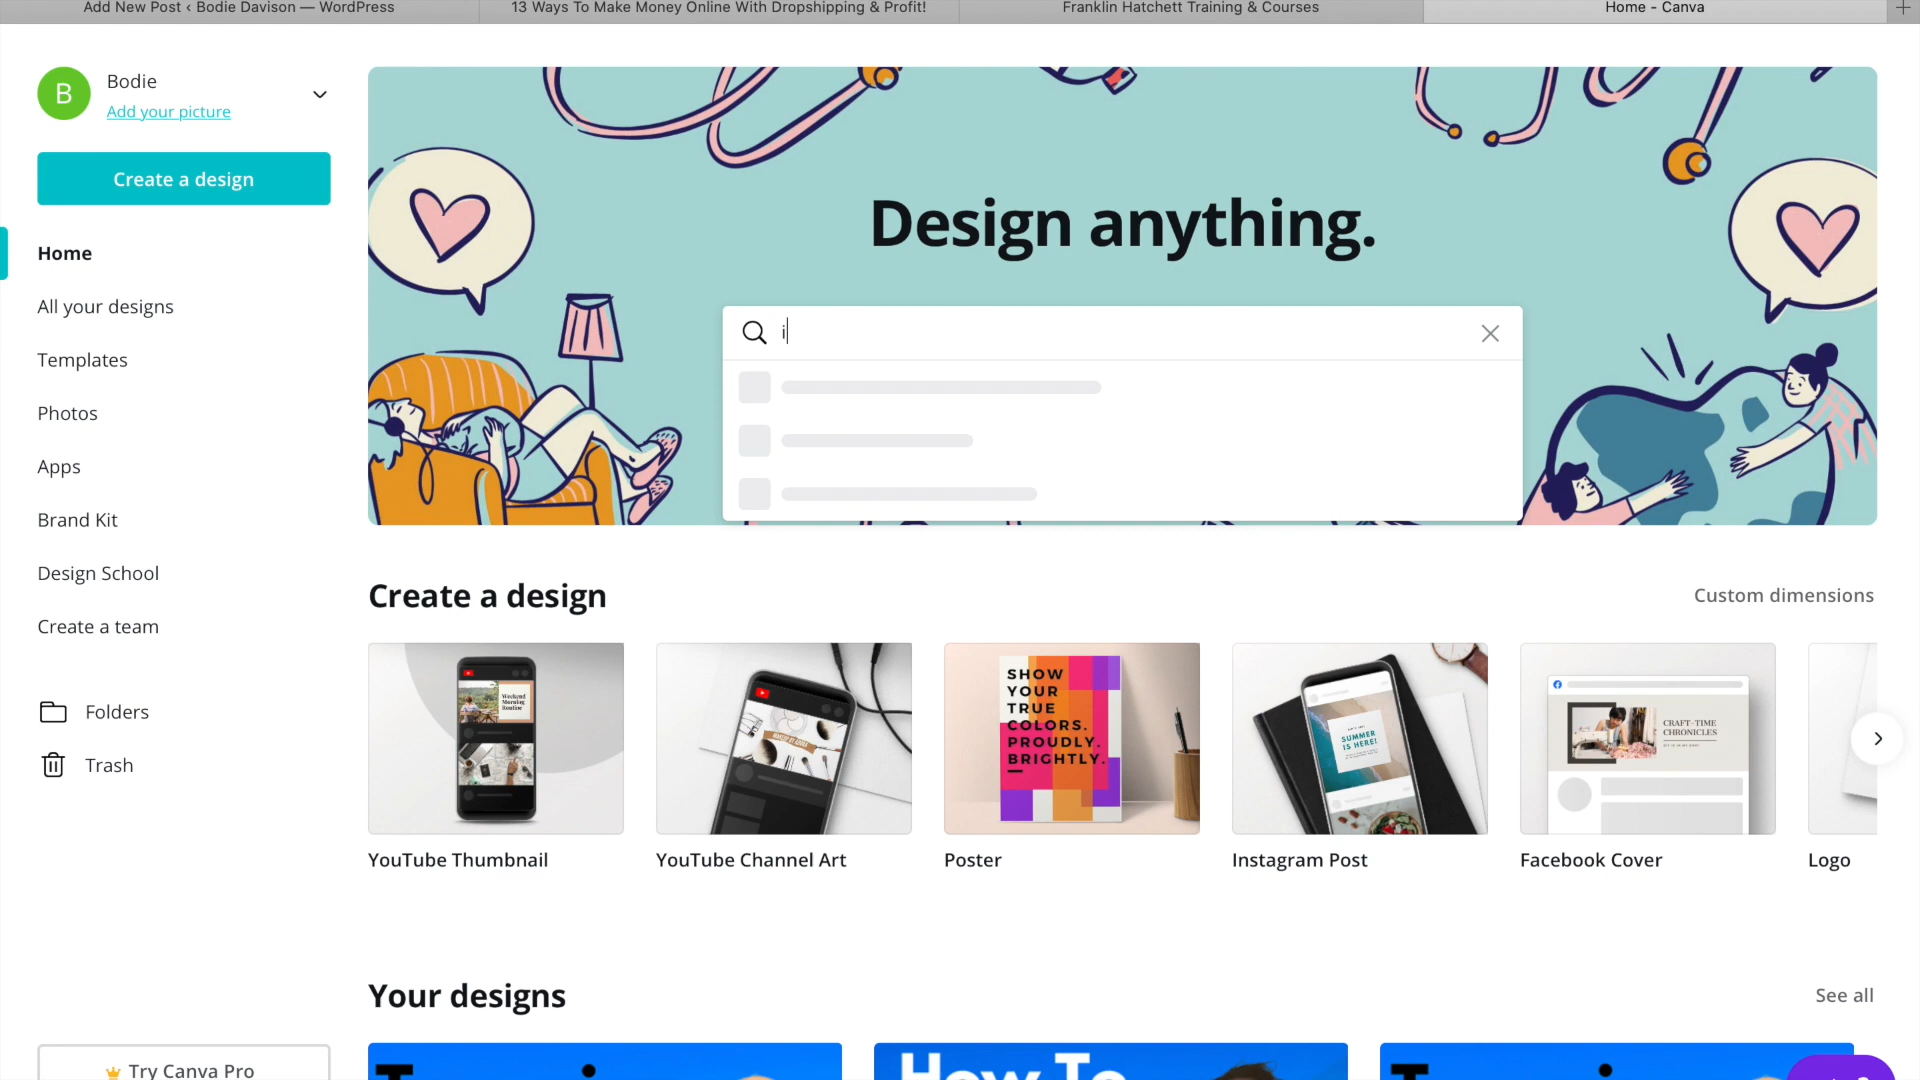 Add New Post ‹ Bodie Davison — WordPress
13 Ways To Make Money Online With Dropshipping & Profit!
Franklin Hatchett Training & Courses
Home - Canva
B
Bodie
Add your picture
Create a design
Home
All your designs
Templates
Photos
Apps
Brand Kit
Design School
Create a team
Folders
Trash
Try Canva Pro
Design anything.
i
Create a design
Custom dimensions
Weekend
Morning
Routine
SHOW
YOUR
TRUE
COLORS.
PROUDLY.
BRIGHTLY.
SUMMER
IS HERE!
CRAFT-TIME
CHRONICLES
YouTube Thumbnail
YouTube Channel Art
Poster
Instagram Post
Facebook Cover
Logo
Your designs
See all
How To